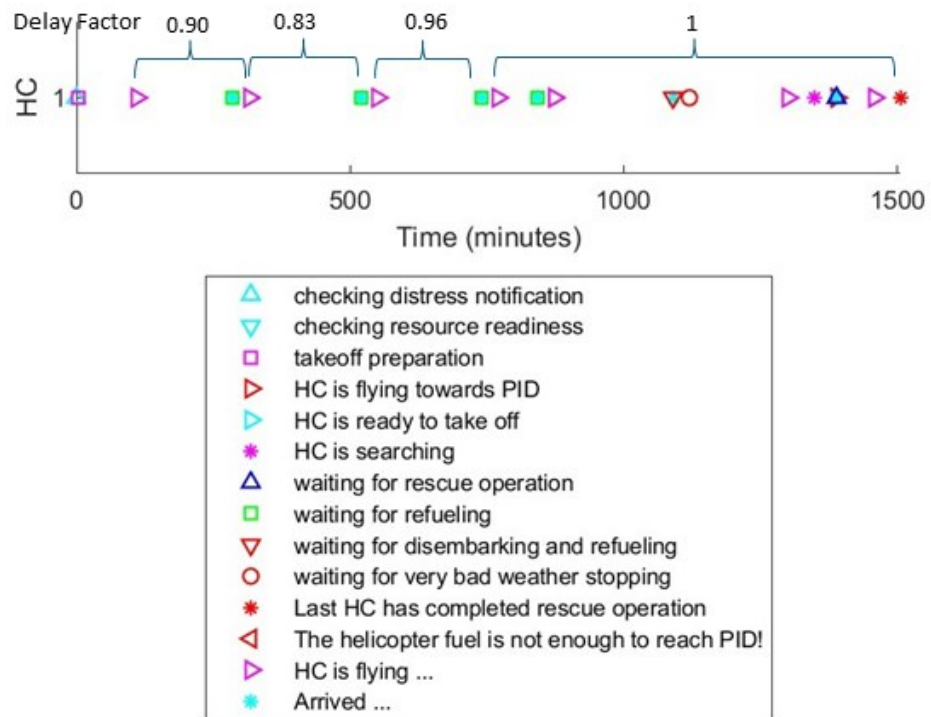 Delay Factor 0.90 0.83 0.96 1
HC
1
0 500 1000 1500
Time (minutes)
checking distress notification
checking resource readiness
takeoff preparation
HC is flying towards PID
HC is ready to take off
HC is searching
waiting for rescue operation
waiting for refueling
waiting for disembarking and refueling
waiting for very bad weather stopping
Last HC has completed rescue operation
The helicopter fuel is not enough to reach PID!
HC is flying ...
Arrived ...